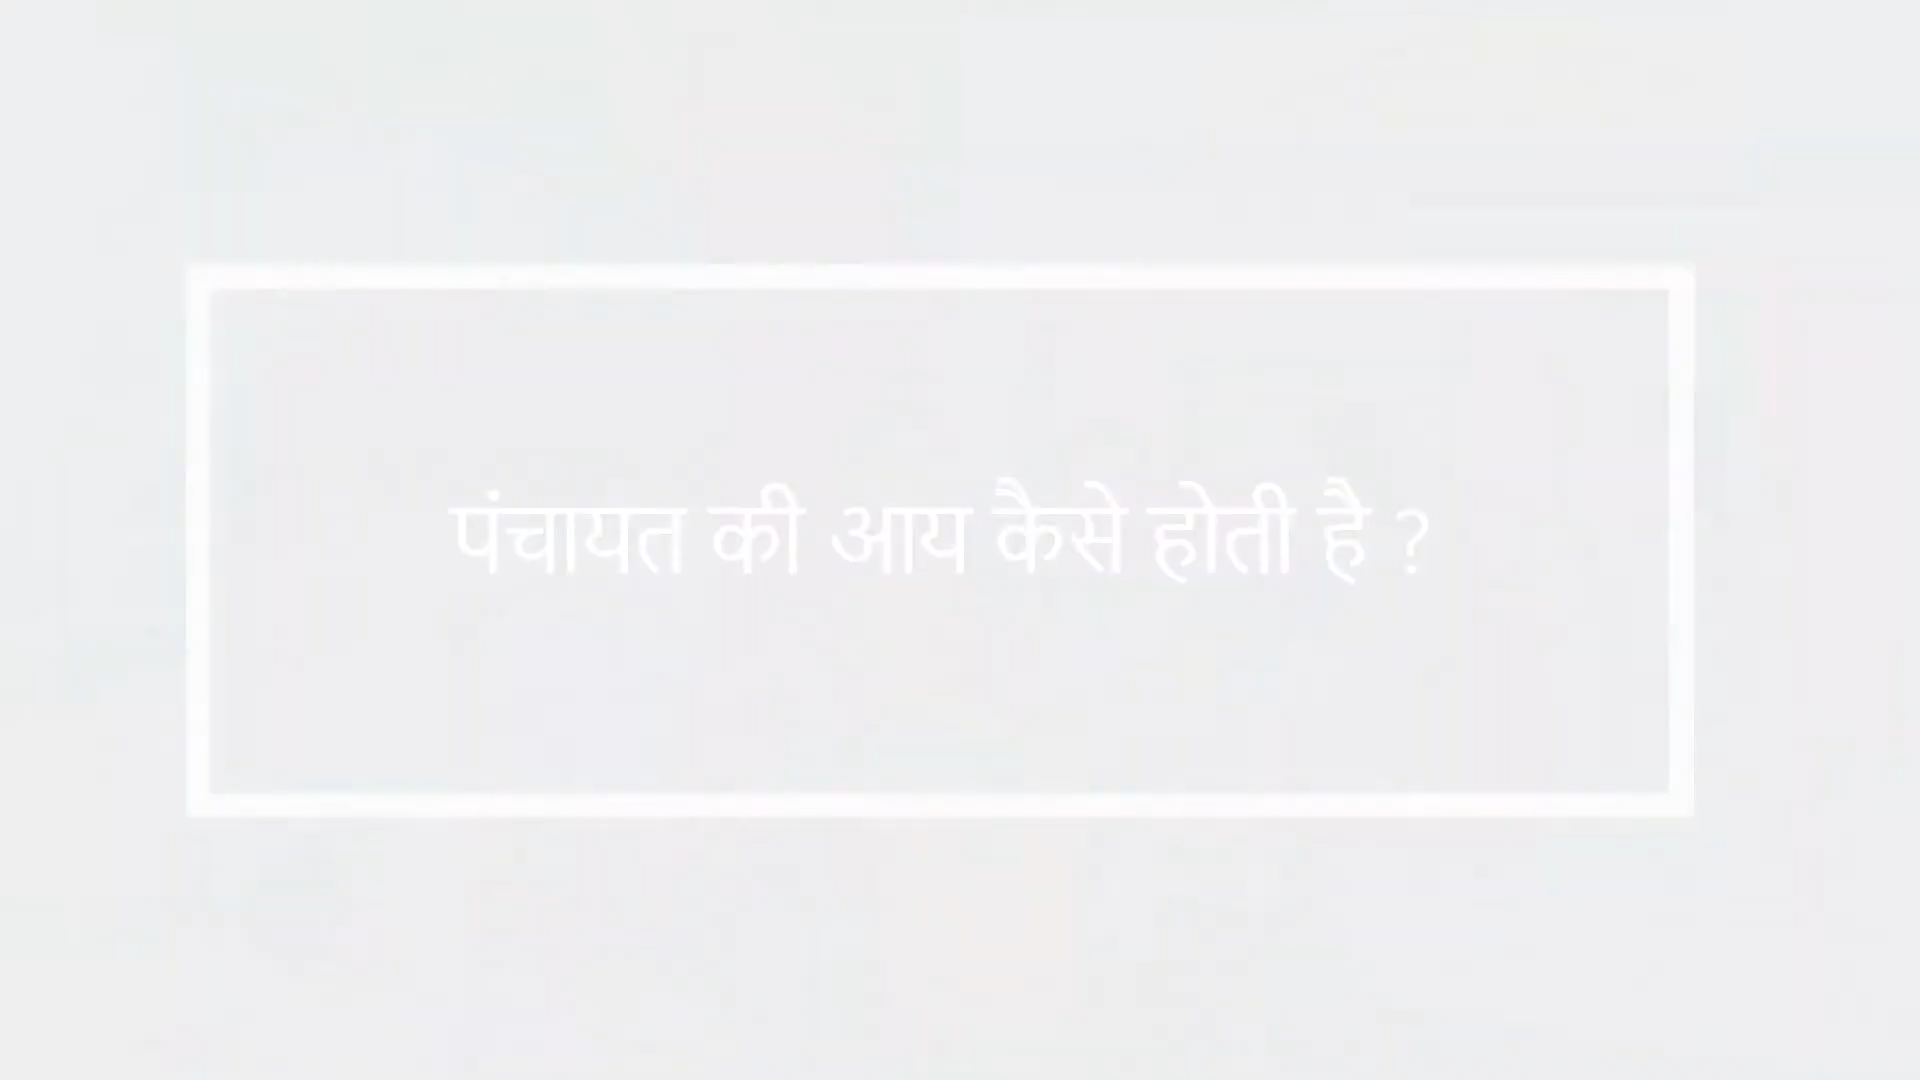 पंचायत की आय कैसे होती है ?